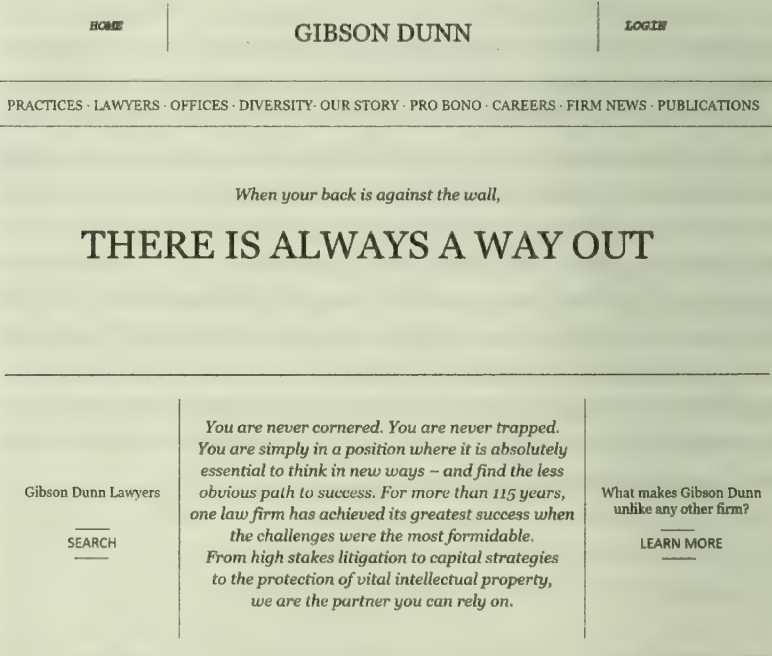 HOME
GIBSON DUNN
LOGIN
PRACTICES · LAWYERS · OFFICES · DIVERSITY· OUR STORY · PRO BONO · CAREERS · FIRM NEWS · PUBLICATIONS
When your back is against the wall,
THERE IS ALWAYS A WAY OUT
You are never cornered. You are never trapped.
You are simply in a position where it is absolutely
essential to think in new ways – and find the less
obvious path to success. For more than 115 years,
one law firm has achieved its greatest success when
the challenges were the most formidable.
From high stakes litigation to capital strategies
to the protection of vital intellectual property,
we are the partner you can rely on.
Gibson Dunn Lawyers
SEARCH
What makes Gibson Dunn
unlike any other firm?
LEARN MORE